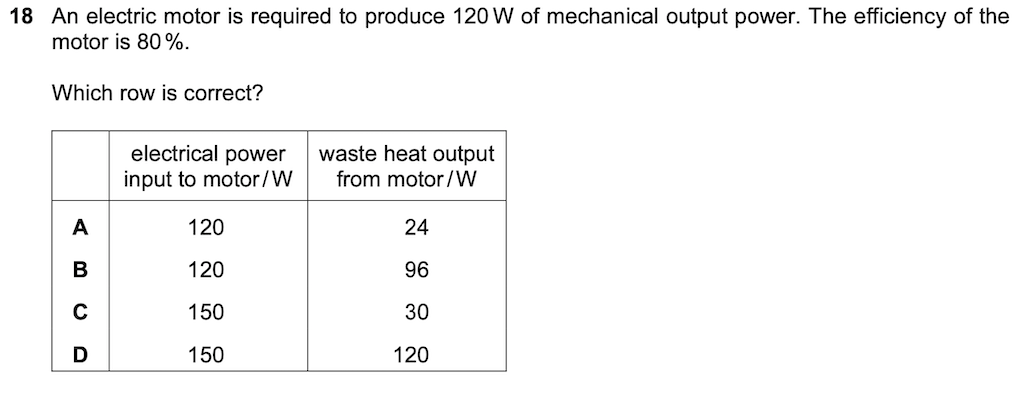 18 An electric motor is required to produce 120 W of mechanical output power. The efficiency of the
motor is 80 %.
Which row is correct?
electrical power input to motor / W waste heat output from motor / W
A 120 24
B 120 96
C 150 30
D 150 120